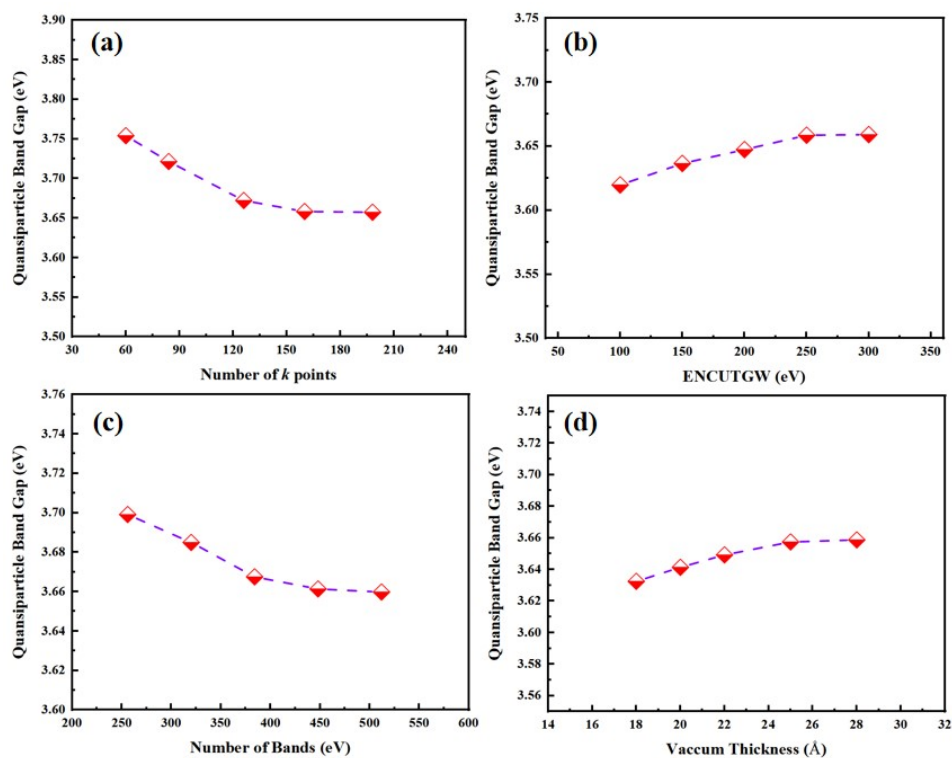 (a)
Quansiparticle Band Gap (eV)
3.90
3.85
3.80
3.75
3.70
3.65
3.60
3.55
3.50
30 60 90 120 150 180 210 240
Number of k points
(b)
Quansiparticle Band Gap (eV)
3.75
3.70
3.65
3.60
3.55
3.50
50 100 150 200 250 300 350
ENCUTGW (eV)
(c)
Quansiparticle Band Gap (eV)
3.76
3.74
3.72
3.70
3.68
3.66
3.64
3.62
3.60
200 250 300 350 400 450 500 550 600
Number of Bands (eV)
(d)
Quansiparticle Band Gap (eV)
3.74
3.72
3.70
3.68
3.66
3.64
3.62
3.60
3.58
3.56
14 16 18 20 22 24 26 28 30 32
Vaccum Thickness (Å)